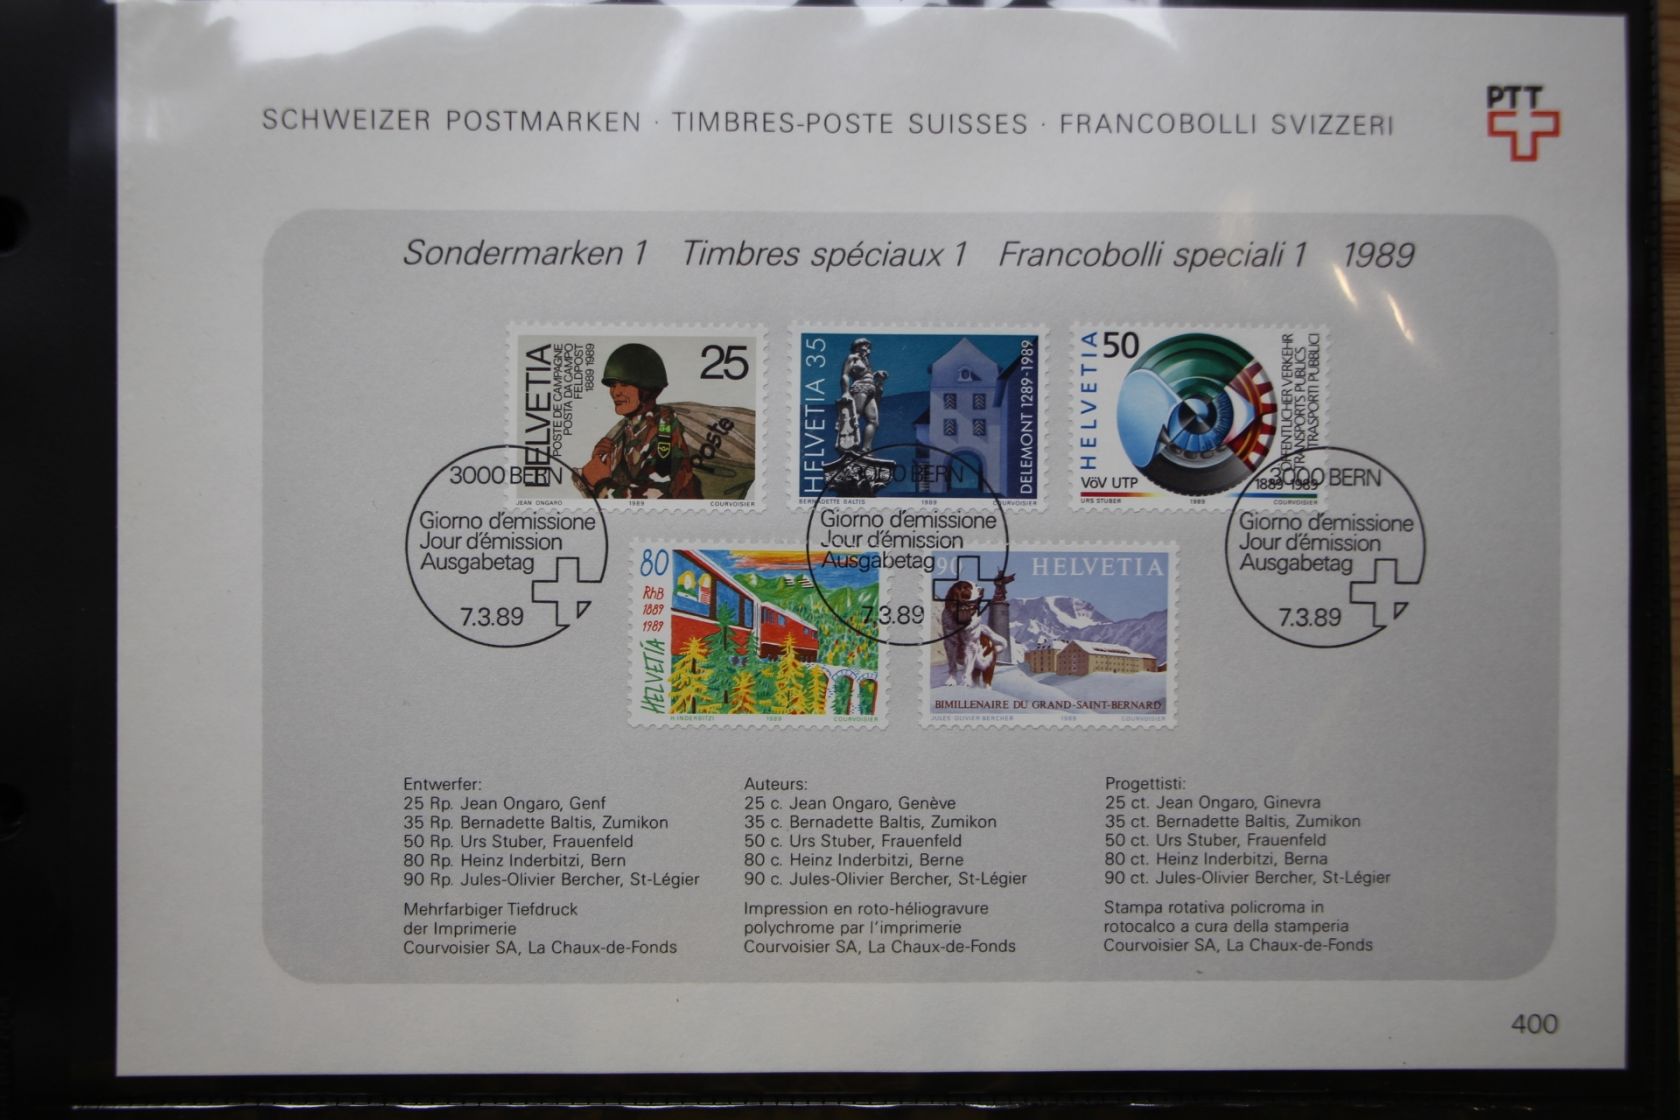 SCHWEIZER POSTMARKEN · TIMBRES-POSTE SUISSES · FRANCOBOLLI SVIZZERI
PTT
Sondermarken 1 Timbres spéciaux 1 Francobolli speciali 1 1989
HELVETIA
POSTE DE CAMPAGNE
POSTA DA CAMPO
FELDPOST
1889 1989
25
Poste
JEAN ONGARO 1989 COURVOISIER
HELVETIA 35
DELEMONT 1289-1989
BERNADETTE BALTIS 1989 COURVOISIER
HELVETIA
50
ÖFFENTLICHER VERKEHR
TRANSPORTS PUBLICS
TRASPORTI PUBBLICI
VöV UTP
1889-1989
URS STUBER 1989 COURVOISIER
3000 BERN
Giorno d'émissione
Jour d'émission
Ausgabetag
7.3.89
3000 BERN
Giorno d'émissione
Jour d'émission
Ausgabetag
7.3.89
3000 BERN
Giorno d'émissione
Jour d'émission
Ausgabetag
7.3.89
80
RhB
1889
1989
HELVETIA
H. INDERBITZI 1989 COURVOISIER
90 HELVETIA
BIMILLENAIRE DU GRAND-SAINT-BERNARD
JULES-OLIVIER BERCHER 1989 COURVOISIER
Entwerfer:
25 Rp. Jean Ongaro, Genf
35 Rp. Bernadette Baltis, Zumikon
50 Rp. Urs Stuber, Frauenfeld
80 Rp. Heinz Inderbitzi, Bern
90 Rp. Jules-Olivier Bercher, St-Légier
Mehrfarbiger Tiefdruck
der Imprimerie
Courvoisier SA, La Chaux-de-Fonds
Auteurs:
25 c. Jean Ongaro, Genève
35 c. Bernadette Baltis, Zumikon
50 c. Urs Stuber, Frauenfeld
80 c. Heinz Inderbitzi, Berne
90 c. Jules-Olivier Bercher, St-Légier
Impression en roto-héliogravure
polychrome par l'imprimerie
Courvoisier SA, La Chaux-de-Fonds
Progettisti:
25 ct. Jean Ongaro, Ginevra
35 ct. Bernadette Baltis, Zumikon
50 ct. Urs Stuber, Frauenfeld
80 ct. Heinz Inderbitzi, Berna
90 ct. Jules-Olivier Bercher, St-Légier
Stampa rotativa policroma in
rotocalco a cura della stamperia
Courvoisier SA, La Chaux-de-Fonds
400